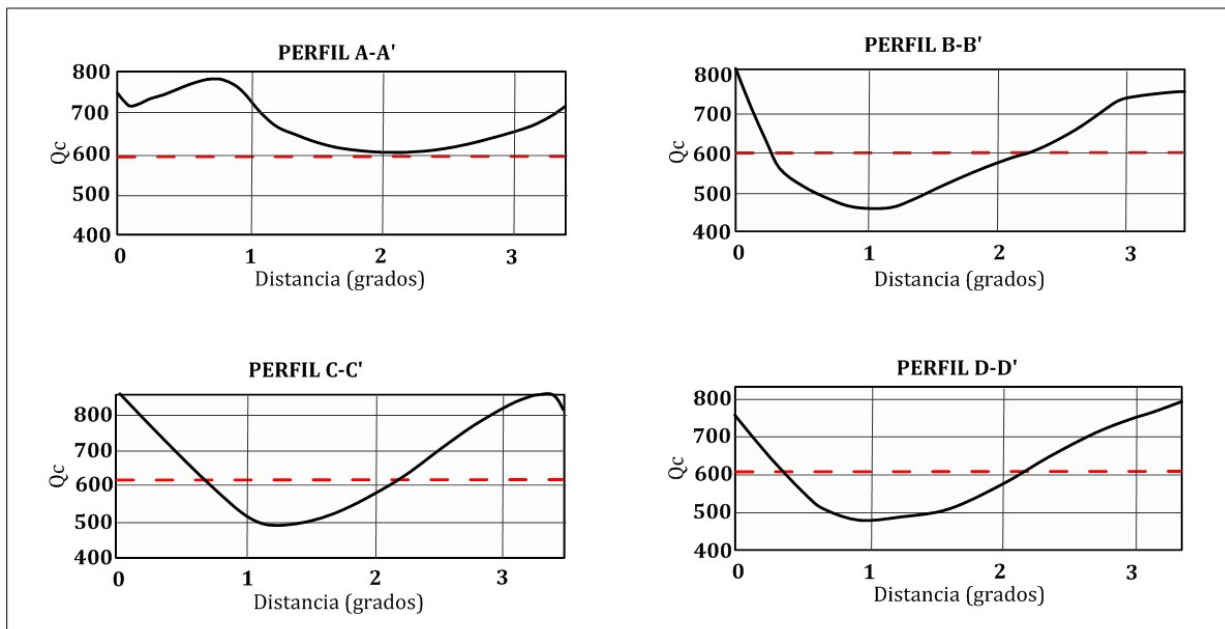 PERFIL A-A'
800
700
600
500
400
Qc
0 1 2 3
Distancia (grados)
PERFIL B-B'
800
700
600
500
400
Qc
0 1 2 3
Distancia (grados)
PERFIL C-C'
800
700
600
500
400
Qc
0 1 2 3
Distancia (grados)
PERFIL D-D'
800
700
600
500
400
Qc
0 1 2 3
Distancia (grados)